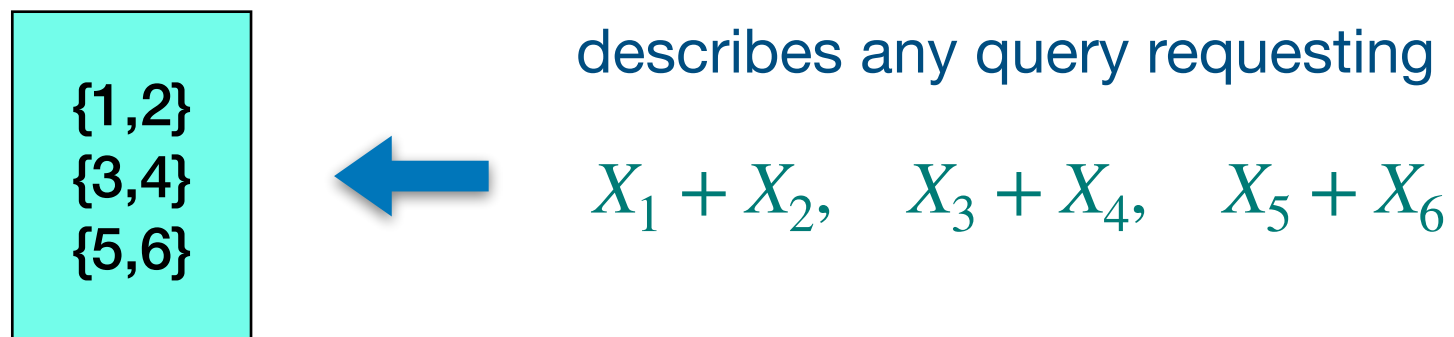 {1,2}
{3,4}
{5,6}
describes any query requesting
X₁ + X₂, X₃ + X₄, X₅ + X₆